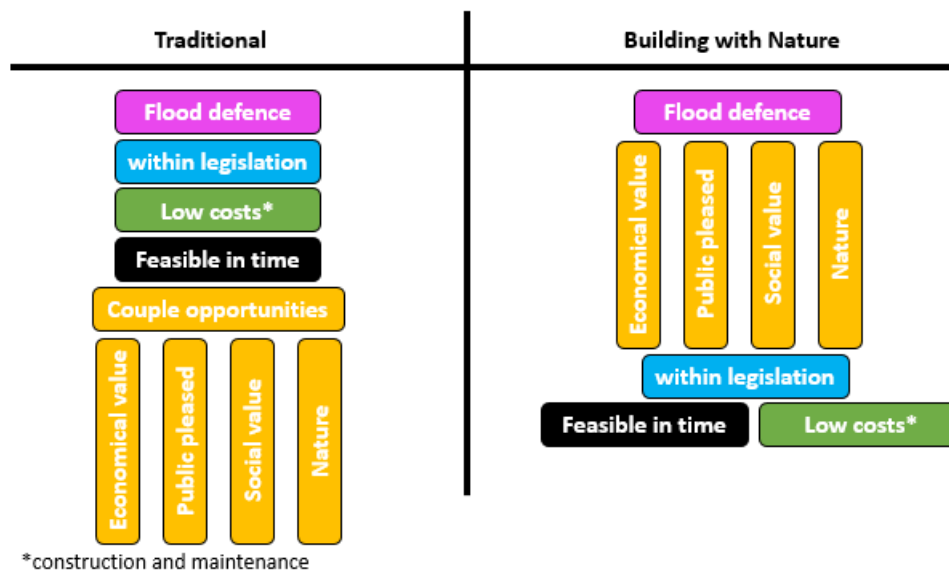 Traditional
Building with Nature
Flood defence
within legislation
Low costs*
Feasible in time
Couple opportunities
Economical value
Public pleased
Social value
Nature
*construction and maintenance
Flood defence
Economical value
Public pleased
Social value
Nature
within legislation
Feasible in time
Low costs*